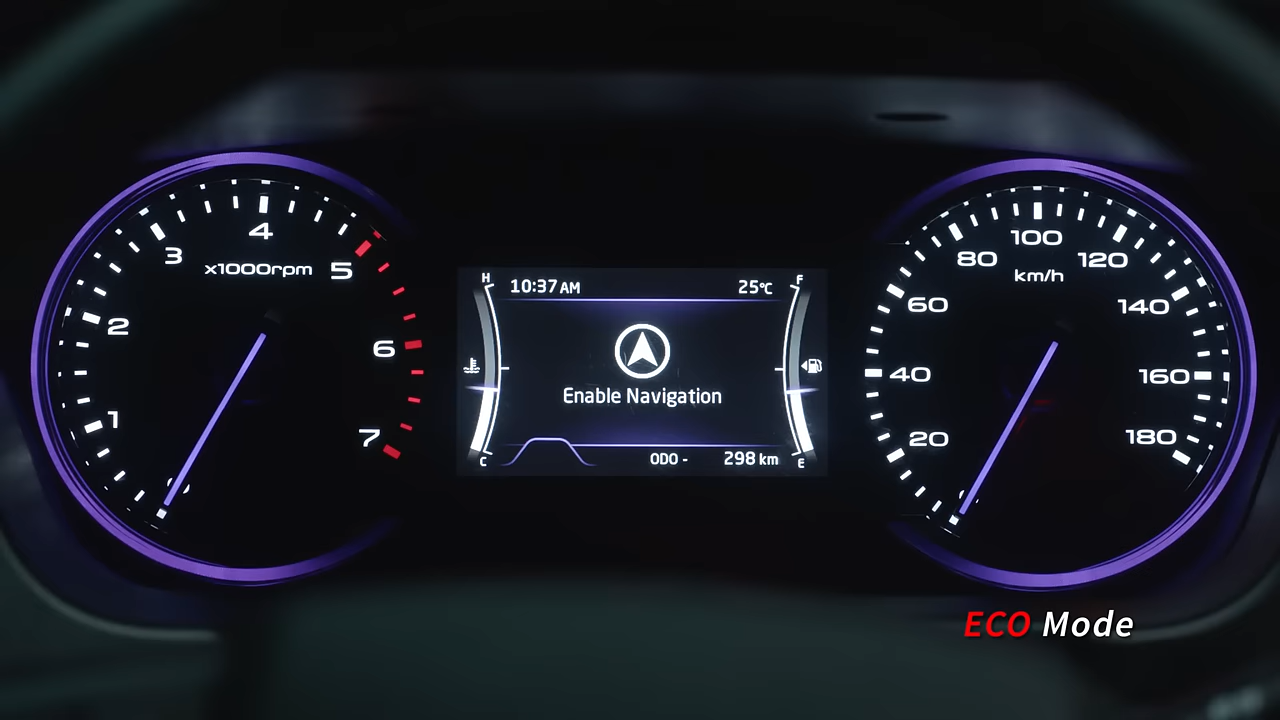 4
3
x1000rpm
5
2
6
1
7
H
10:37 AM
25°C
F
Enable Navigation
C
ODO -
298 km
E
100
80
120
km/h
60
140
40
160
20
180
ECO Mode